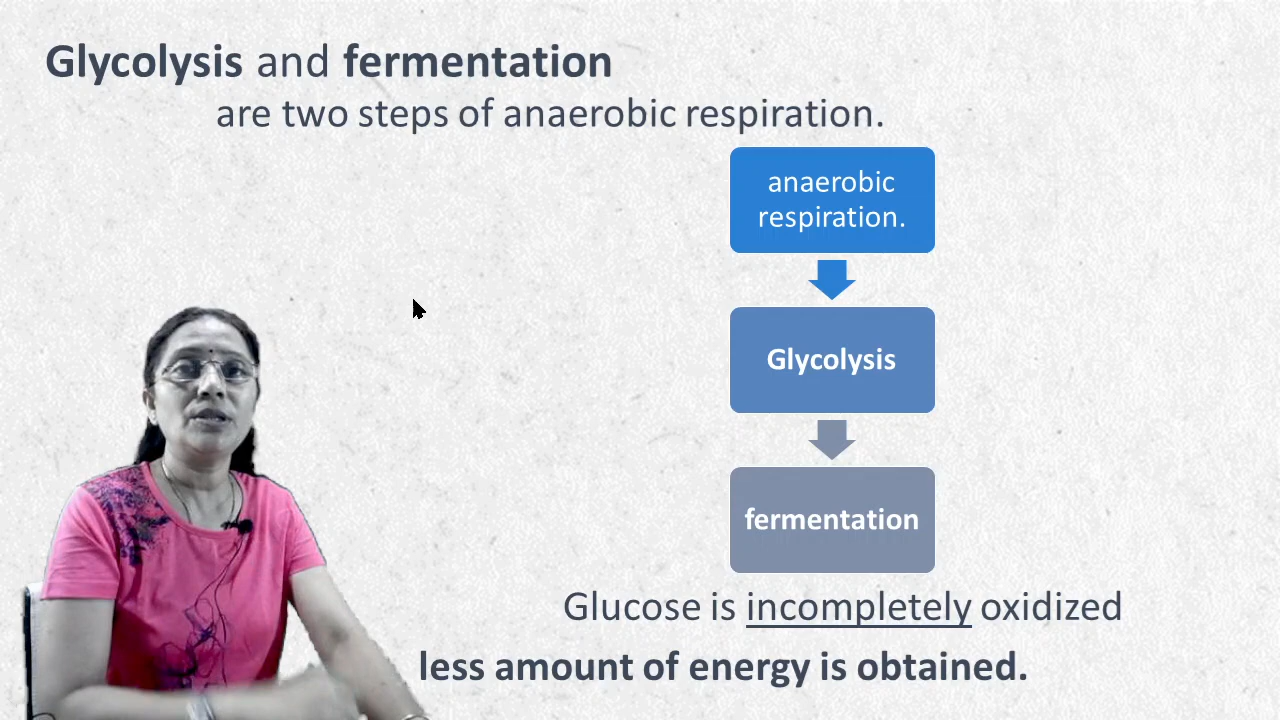 Glycolysis and fermentation
are two steps of anaerobic respiration.
anaerobic
respiration.
Glycolysis
fermentation
Glucose is incompletely oxidized
less amount of energy is obtained.